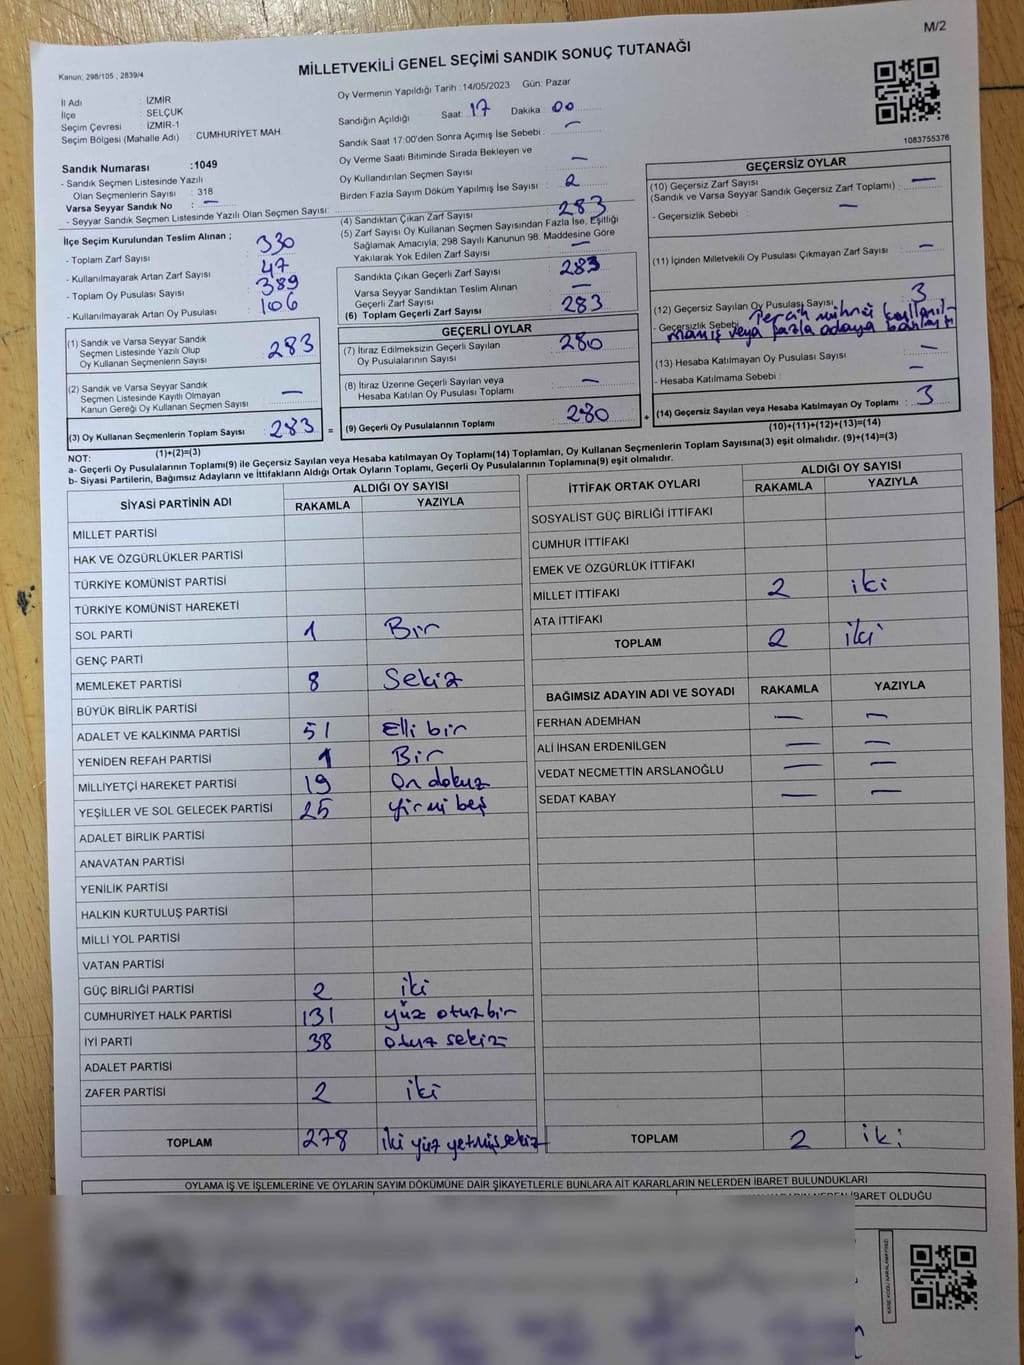 M/2
Kanun: 298/105 , 2839/4
MİLLETVEKİLİ GENEL SEÇİMİ SANDIK SONUÇ TUTANAĞI
İl Adı : İZMİR
İlçe : SELÇUK
Seçim Çevresi : İZMİR-1
Seçim Bölgesi (Mahalle Adı) : CUMHURİYET MAH
Sandık Numarası :1049
- Sandık Seçmen Listesinde Yazılı
Olan Seçmenlerin Sayısı : 318
Varsa Seyyar Sandık No : —
- Seyyar Sandık Seçmen Listesinde Yazılı Olan Seçmen Sayısı:
Oy Vermenin Yapıldığı Tarih :14/05/2023 Gün: Pazar
Sandığın Açıldığı Saat: 17 Dakika : 00
Sandık Saat 17:00'den Sonra Açımış İse Sebebi : —
Oy Verme Saati Bitiminde Sırada Bekleyen ve
Oy Kullandırılan Seçmen Sayısı : —
Birden Fazla Sayım Döküm Yapılmış İse Sayısı : 2
1083755376
İlçe Seçim Kurulundan Teslim Alınan ;
- Toplam Zarf Sayısı : 330
- Kullanılmayarak Artan Zarf Sayısı : 47
- Toplam Oy Pusulası Sayısı : 389
- Kullanılmayarak Artan Oy Pusulası : 106
(1) Sandık ve Varsa Seyyar Sandık
Seçmen Listesinde Yazılı Olup
Oy Kullanan Seçmenlerin Sayısı : 283
(2) Sandık ve Varsa Seyyar Sandık
Seçmen Listesinde Kayıtlı Olmayan
Kanun Gereği Oy Kullanan Seçmen Sayısı : —
(3) Oy Kullanan Seçmenlerin Toplam Sayısı : 283
(1)+(2)=(3)
(4) Sandıktan Çıkan Zarf Sayısı : 283
(5) Zarf Sayısı Oy Kullanan Seçmen Sayısından Fazla İse, Eşitliği
Sağlamak Amacıyla; 298 Sayılı Kanunun 98. Maddesine Göre
Yakılarak Yok Edilen Zarf Sayısı : —
Sandıkta Çıkan Geçerli Zarf Sayısı : 283
Varsa Seyyar Sandıktan Teslim Alınan
Geçerli Zarf Sayısı : —
(6) Toplam Geçerli Zarf Sayısı : 283
GEÇERLİ OYLAR
(7) İtiraz Edilmeksizin Geçerli Sayılan
Oy Pusulalarının Sayısı : 280
(8) İtiraz Üzerine Geçerli Sayılan veya
Hesaba Katılan Oy Pusulası Toplamı : —
= (9) Geçerli Oy Pusulalarının Toplamı : 280
GEÇERSİZ OYLAR
(10) Geçersiz Zarf Sayısı : —
(Sandık ve Varsa Seyyar Sandık Geçersiz Zarf Toplamı)
- Geçersizlik Sebebi : —
(11) İçinden Milletvekili Oy Pusulası Çıkmayan Zarf Sayısı : —
(12) Geçersiz Sayılan Oy Pusulası Sayısı : 3
- Geçersizlik Sebebi : Tercih mührü kullanıl-
mamış veya fazla adaya basılmış
(13) Hesaba Katılmayan Oy Pusulası Sayısı : —
- Hesaba Katılmama Sebebi : —
+ (14) Geçersiz Sayılan veya Hesaba Katılmayan Oy Toplamı : 3
(10)+(11)+(12)+(13)=(14)
NOT:
a- Geçerli Oy Pusulalarının Toplamı(9) ile Geçersiz Sayılan veya Hesaba katılmayan Oy Toplamı(14) Toplamları, Oy Kullanan Seçmenlerin Toplam Sayısına(3) eşit olmalıdır. (9)+(14)=(3)
b- Siyasi Partilerin, Bağımsız Adayların ve İttifakların Aldığı Ortak Oyların Toplamı, Geçerli Oy Pusulalarının Toplamına(9) eşit olmalıdır.
SİYASİ PARTİNİN ADI ALDIĞI OY SAYISI
RAKAMLA YAZIYLA
MİLLET PARTİSİ
HAK VE ÖZGÜRLÜKLER PARTİSİ
TÜRKİYE KOMÜNİST PARTİSİ
TÜRKİYE KOMÜNİST HAREKETİ
SOL PARTİ 1 Bir
GENÇ PARTİ
MEMLEKET PARTİSİ 8 Sekiz
BÜYÜK BİRLİK PARTİSİ
ADALET VE KALKINMA PARTİSİ 51 Elli bir
YENİDEN REFAH PARTİSİ 1 Bir
MİLLİYETÇİ HAREKET PARTİSİ 19 On dokuz
YEŞİLLER VE SOL GELECEK PARTİSİ 25 yirmi beş
ADALET BİRLİK PARTİSİ
ANAVATAN PARTİSİ
YENİLİK PARTİSİ
HALKIN KURTULUŞ PARTİSİ
MİLLİ YOL PARTİSİ
VATAN PARTİSİ
GÜÇ BİRLİĞİ PARTİSİ 2 iki
CUMHURİYET HALK PARTİSİ 131 yüz otuz bir
İYİ PARTİ 38 otuz sekiz
ADALET PARTİSİ
ZAFER PARTİSİ 2 iki
TOPLAM 278 iki yüz yetmiş sekiz
İTTİFAK ORTAK OYLARI ALDIĞI OY SAYISI
RAKAMLA YAZIYLA
SOSYALİST GÜÇ BİRLİĞİ İTTİFAKI
CUMHUR İTTİFAKI
EMEK VE ÖZGÜRLÜK İTTİFAKI
MİLLET İTTİFAKI 2 iki
ATA İTTİFAKI
TOPLAM 2 iki
BAĞIMSIZ ADAYIN ADI VE SOYADI RAKAMLA YAZIYLA
FERHAN ADEMHAN — —
ALİ İHSAN ERDENİLGEN — —
VEDAT NECMETTİN ARSLANOĞLU — —
SEDAT KABAY — —
TOPLAM 2 iki
OYLAMA İŞ VE İŞLEMLERİNE VE OYLARIN SAYIM DÖKÜMÜNE DAİR ŞİKAYETLERLE BUNLARA AİT KARARLARIN NELERDEN İBARET BULUNDUKLARI
İBARET OLDUĞU